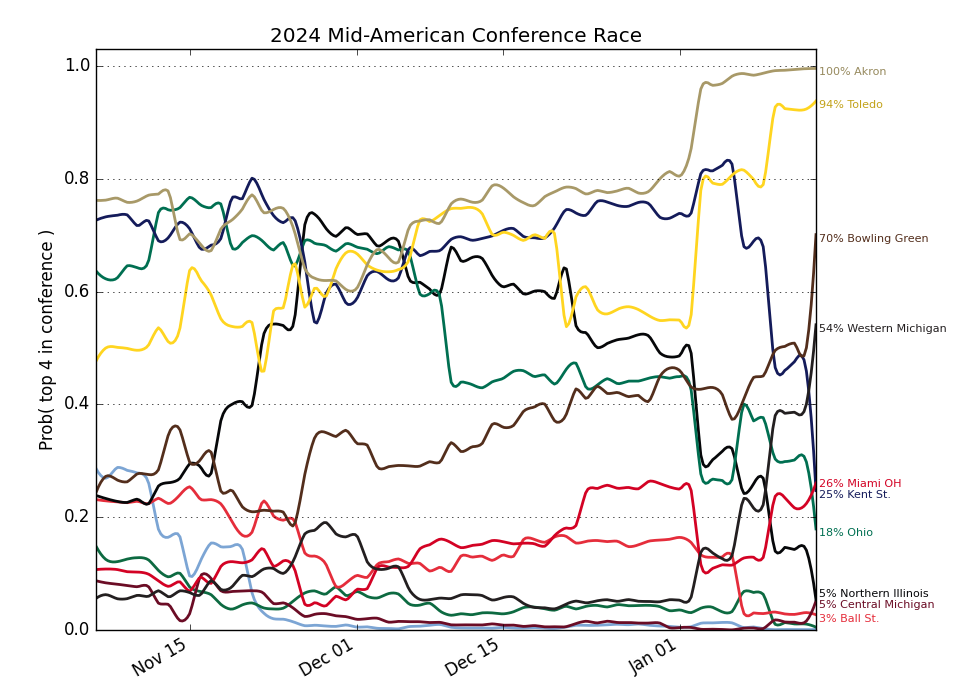 2024 Mid-American Conference Race
Prob( top 4 in conference )
1.0
0.8
0.6
0.4
0.2
0.0
Nov 15
Dec 01
Dec 15
Jan 01
100% Akron
94% Toledo
70% Bowling Green
54% Western Michigan
26% Miami OH
25% Kent St.
18% Ohio
5% Northern Illinois
5% Central Michigan
3% Ball St.